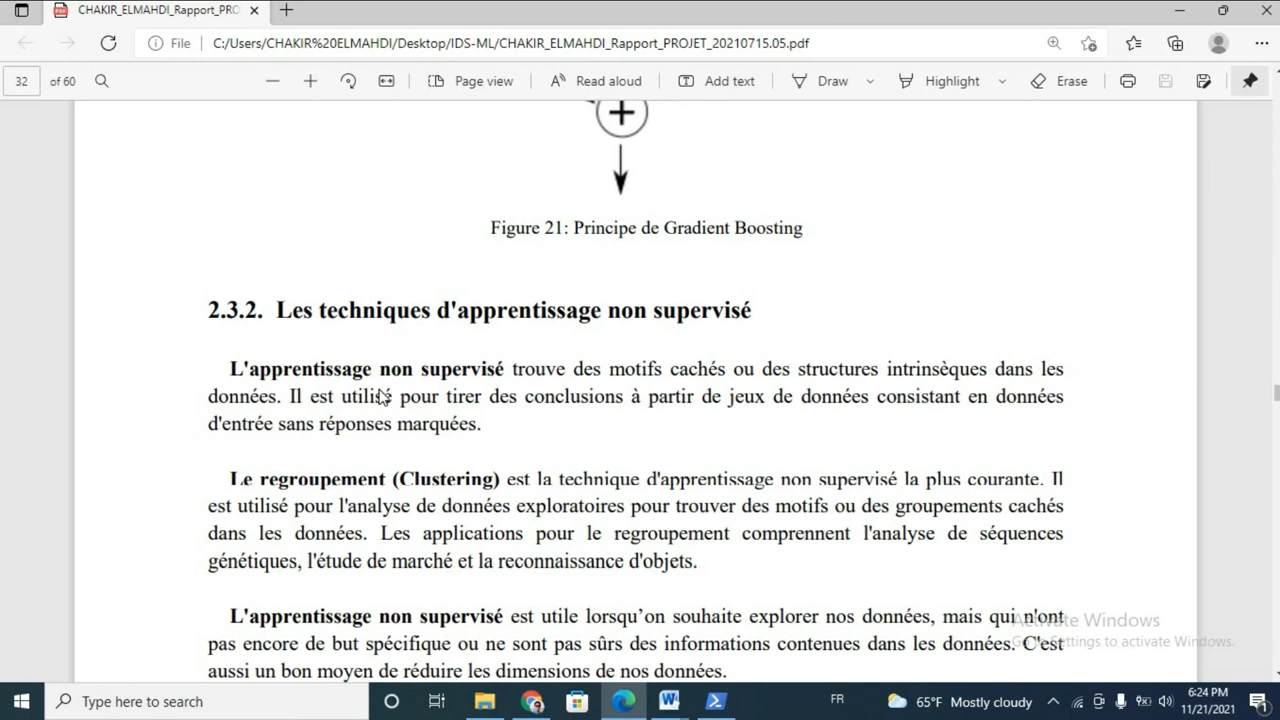 CHAKIR_ELMAHDI_Rapport_PRO
File C:/Users/CHAKIR%20ELMAHDI/Desktop/IDS-ML/CHAKIR_ELMAHDI_Rapport_PROJET_20210715.05.pdf
32 of 60 Page view Read aloud Add text Draw Highlight Erase
+
Figure 21: Principe de Gradient Boosting
2.3.2. Les techniques d'apprentissage non supervisé
L'apprentissage non supervisé trouve des motifs cachés ou des structures intrinsèques dans les
données. Il est utilisé pour tirer des conclusions à partir de jeux de données consistant en données
d'entrée sans réponses marquées.
Le regroupement (Clustering) est la technique d'apprentissage non supervisé la plus courante. Il
est utilisé pour l'analyse de données exploratoires pour trouver des motifs ou des groupements cachés
dans les données. Les applications pour le regroupement comprennent l'analyse de séquences
génétiques, l'étude de marché et la reconnaissance d'objets.
L'apprentissage non supervisé est utile lorsqu’on souhaite explorer nos données, mais qui n'ont
pas encore de but spécifique ou ne sont pas sûrs des informations contenues dans les données. C'est
aussi un bon moyen de réduire les dimensions de nos données.
Activate Windows
Go to Settings to activate Windows.
Type here to search
FR
65°F Mostly cloudy
6:24 PM
11/21/2021
1